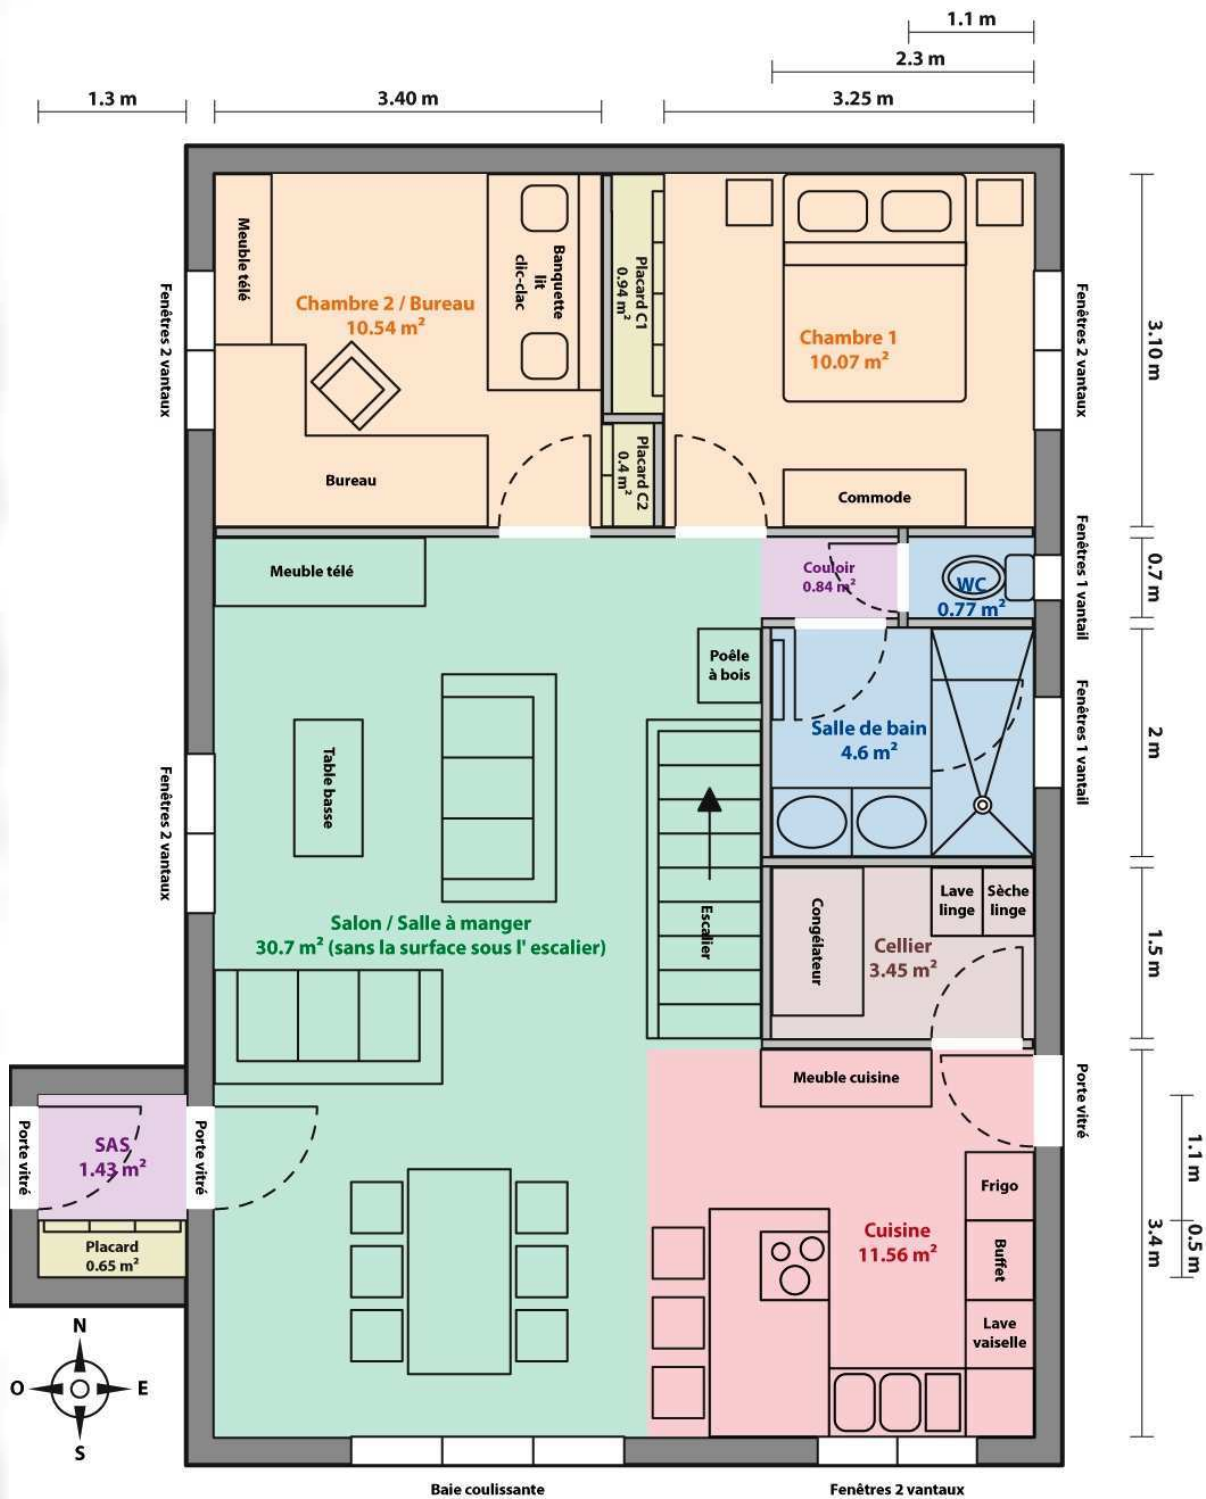 1.1 m
2.3 m
1.3 m
3.40 m
3.25 m
Meuble télé
Banquette
lit
clic-clac
Chambre 2 / Bureau
10.54 m²
Bureau
Placard C1
0.94 m²
Placard C2
0.4 m²
Chambre 1
10.07 m²
Commode
Fenêtres 2 vantaux
Fenêtres 2 vantaux
3.10 m
Meuble télé
Couloir
0.84 m²
WC
0.77 m²
Fenêtres 1 vantail
0.7 m
Poêle
à bois
Salle de bain
4.6 m²
Fenêtres 1 vantail
2 m
Fenêtres 2 vantaux
Table basse
Escalier
Salon / Salle à manger
30.7 m² (sans la surface sous l' escalier)
Congélateur
Lave
linge
Sèche
linge
Cellier
3.45 m²
1.5 m
Meuble cuisine
Porte vitré
Porte vitré
SAS
1.43 m²
Porte vitré
Placard
0.65 m²
Cuisine
11.56 m²
Frigo
Buffet
Lave
vaiselle
1.1 m
3.4 m
0.5 m
N
O
E
S
Baie coulissante
Fenêtres 2 vantaux